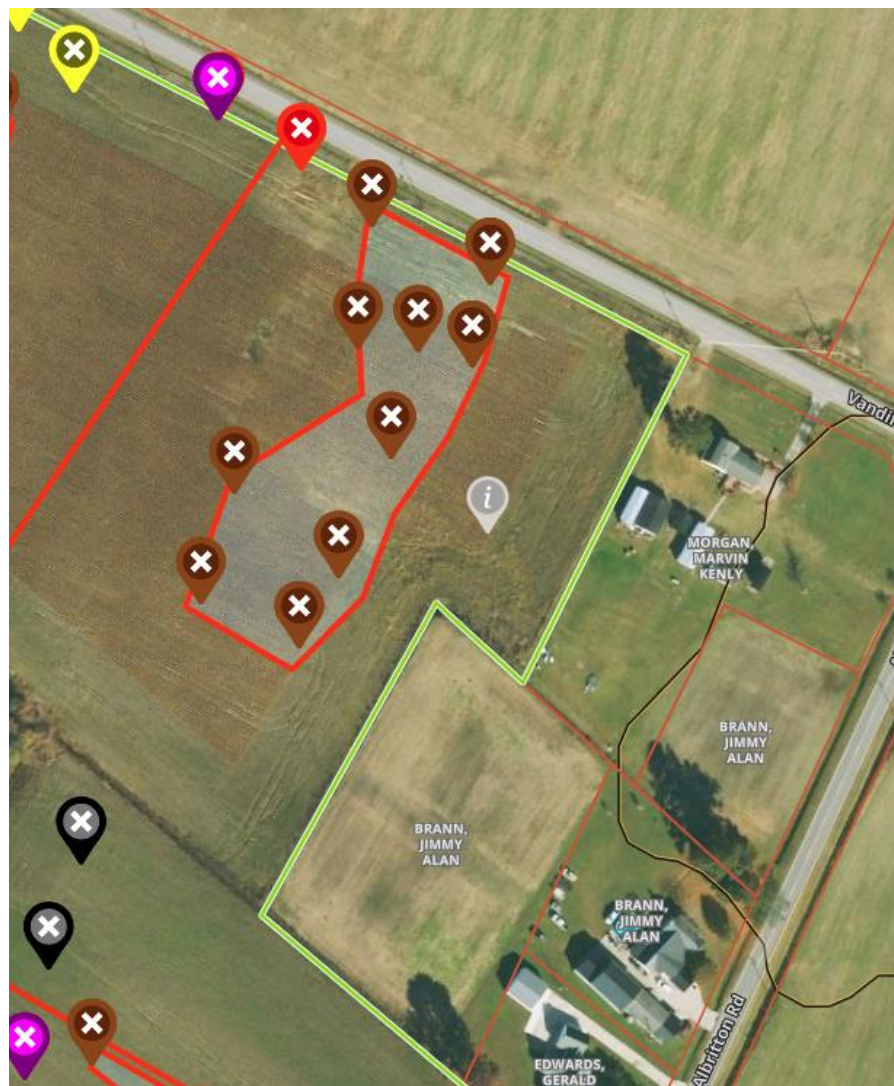 Vandi
i
MORGAN,
MARVIN
KENLY
BRANN,
JIMMY
ALAN
BRANN,
JIMMY
ALAN
BRANN,
JIMMY
ALAN
Albritton Rd
EDWARDS,
GERALD